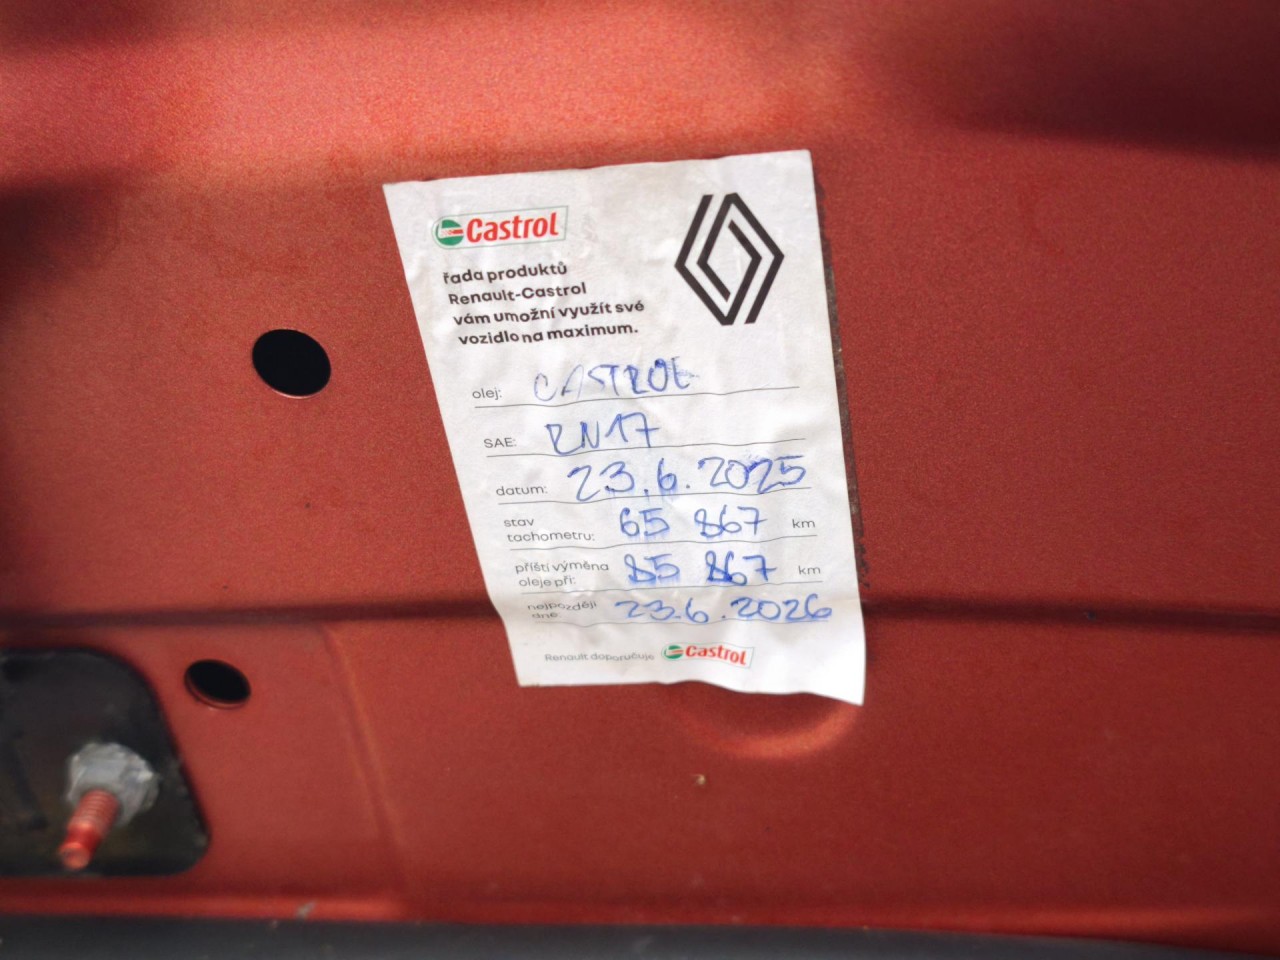 Castrol
řada produktů
Renault-Castrol
vám umožní využít své
vozidlo na maximum.
olej: CASTROL
SAE: RN17
datum: 23.6.2025
stav
tachometru: 65 867 km
příští výměna
oleje při: 85 867 km
nejpozději
dne: 23.6.2026
Renault doporučuje Castrol